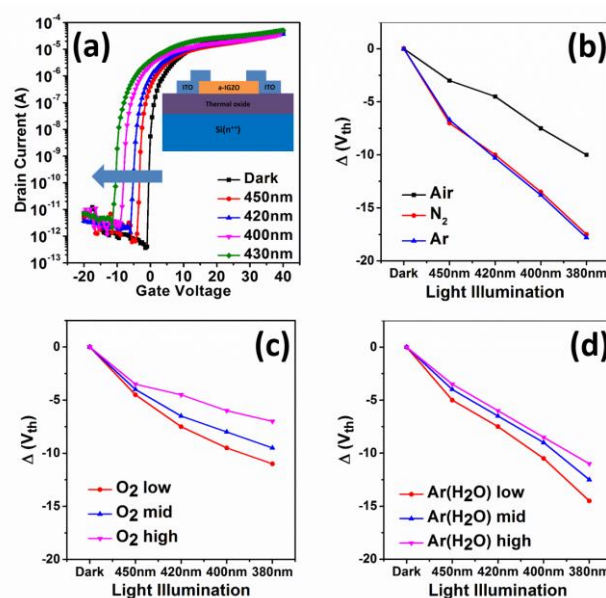 (a)
Drain Current (A)
10⁻⁴
10⁻⁵
10⁻⁶
10⁻⁷
10⁻⁸
10⁻⁹
10⁻¹⁰
10⁻¹¹
10⁻¹²
10⁻¹³
ITO a-IGZO ITO
Thermal oxide
Si(n⁺⁺)
Dark
450nm
420nm
400nm
430nm
-20 -10 0 10 20 30 40
Gate Voltage
(b)
Δ (Vth)
0
-5
-10
-15
-20
Air
N₂
Ar
Dark 450nm 420nm 400nm 380nm
Light Illumination
(c)
Δ (Vth)
0
-5
-10
-15
-20
O₂ low
O₂ mid
O₂ high
Dark 450nm 420nm 400nm 380nm
Light Illumination
(d)
Δ (Vth)
0
-5
-10
-15
-20
Ar(H₂O) low
Ar(H₂O) mid
Ar(H₂O) high
Dark 450nm 420nm 400nm 380nm
Light Illumination